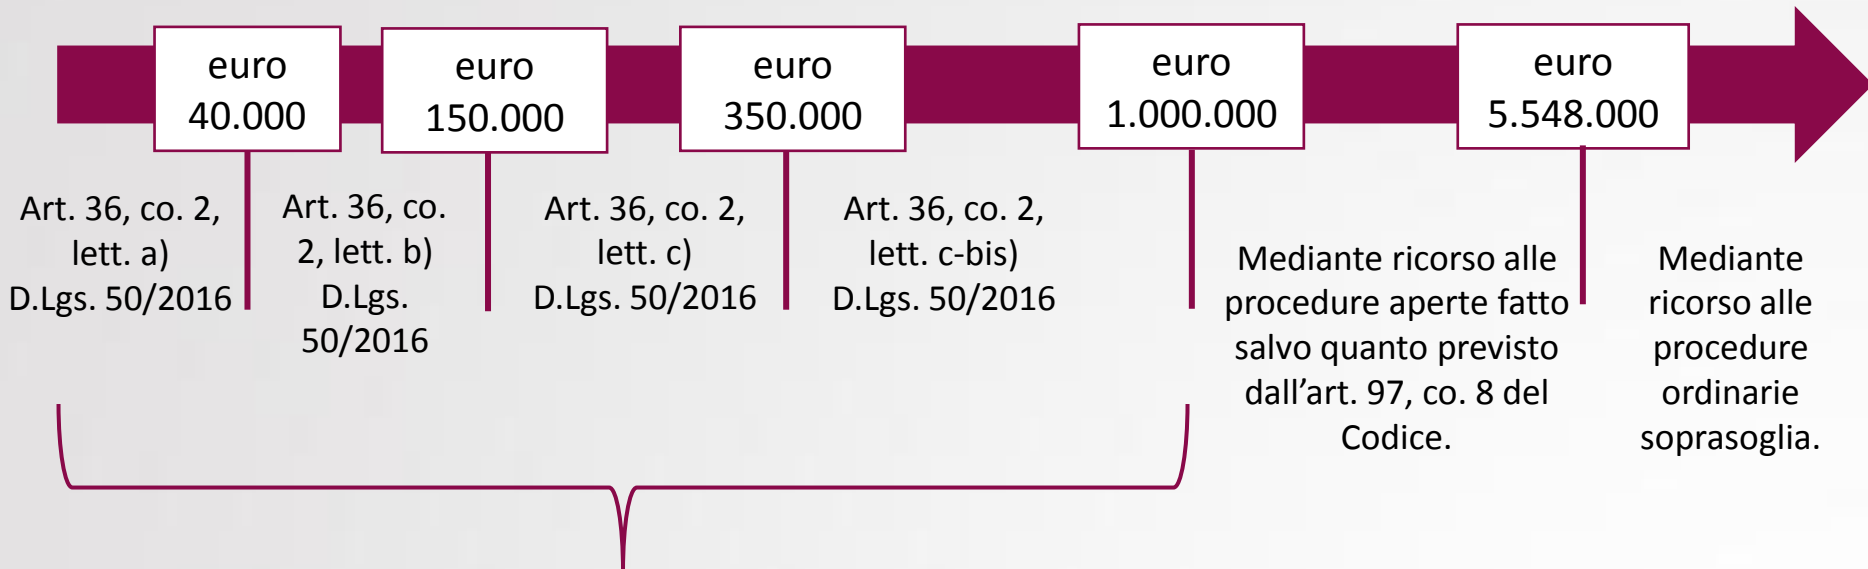 euro
40.000
euro
150.000
euro
350.000
euro
1.000.000
euro
5.548.000
Art. 36, co. 2,
lett. a)
D.Lgs. 50/2016
Art. 36, co.
2, lett. b)
D.Lgs.
50/2016
Art. 36, co. 2,
lett. c)
D.Lgs. 50/2016
Art. 36, co. 2,
lett. c-bis)
D.Lgs. 50/2016
Mediante ricorso alle
procedure aperte fatto
salvo quanto previsto
dall’art. 97, co. 8 del
Codice.
Mediante
ricorso alle
procedure
ordinarie
soprasoglia.